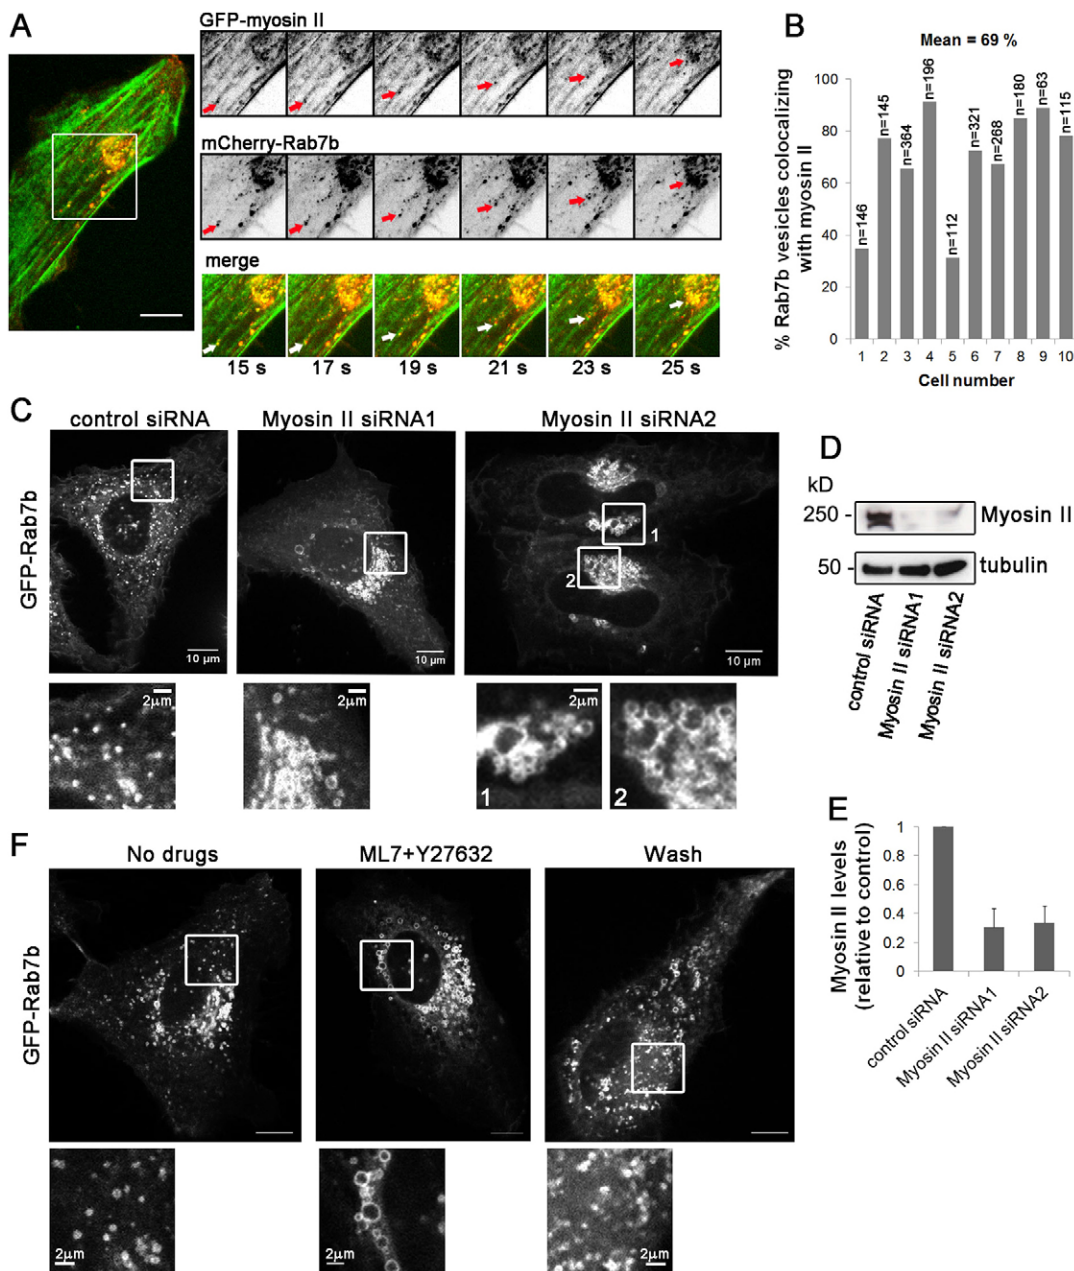 A
GFP-myosin II
mCherry-Rab7b
merge
15 s 17 s 19 s 21 s 23 s 25 s
B
Mean = 69 %
% Rab7b vesicles colocalizing
with myosin II
100
80
60
40
20
0
n=146
n=145
n=364
n=196
n=112
n=321
n=268
n=180
n=63
n=115
1 2 3 4 5 6 7 8 9 10
Cell number
C
control siRNA
Myosin II siRNA1
Myosin II siRNA2
GFP-Rab7b
1
2
10 µm
10 µm
10 µm
2µm
2µm
2µm
1
2
D
kD
250 -
Myosin II
50 -
tubulin
control siRNA
Myosin II siRNA1
Myosin II siRNA2
E
Myosin II levels
(relative to control)
1
0.8
0.6
0.4
0.2
0
control siRNA
Myosin II siRNA1
Myosin II siRNA2
F
No drugs
ML7+Y27632
Wash
GFP-Rab7b
2µm
2µm
2µm